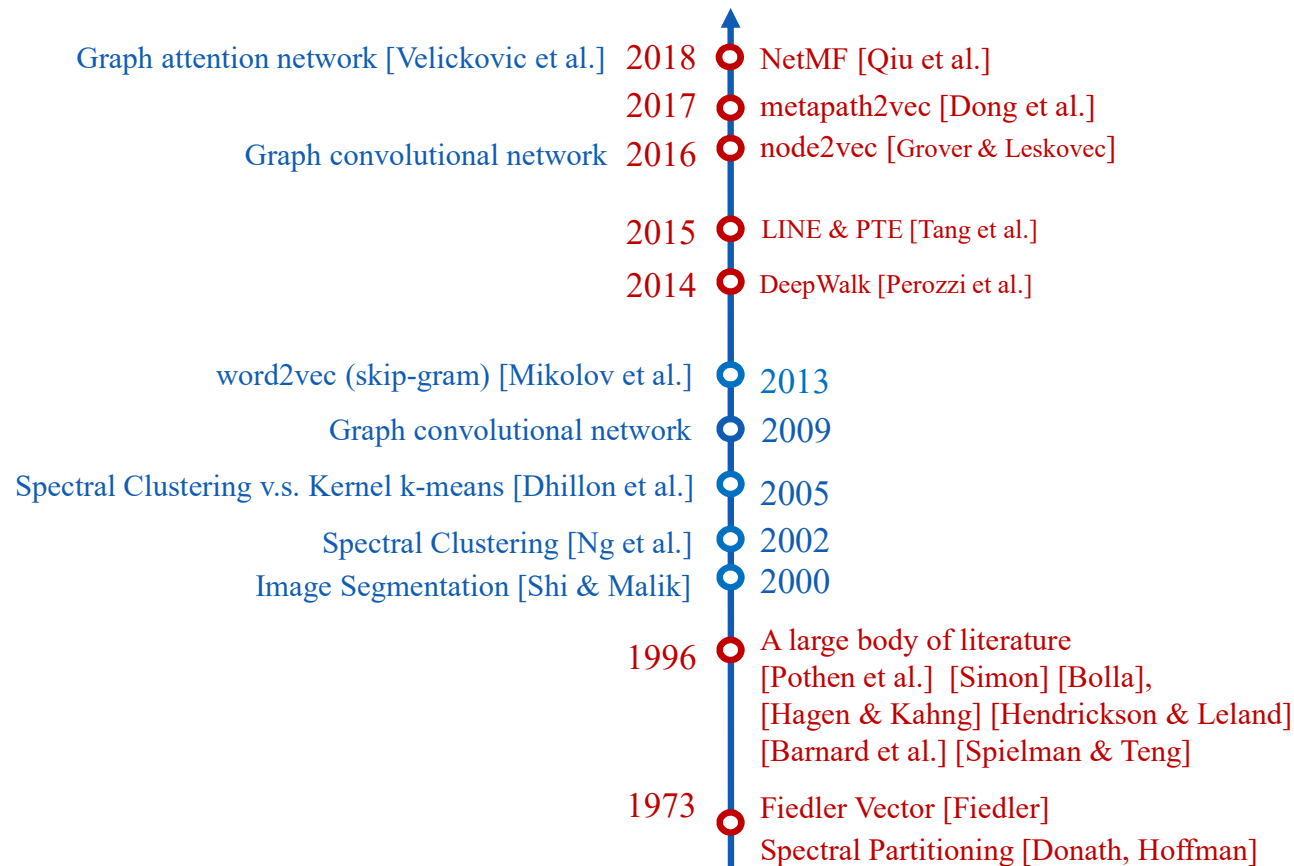 Graph attention network [Velickovic et al.] 2018 NetMF [Qiu et al.]
2017 metapath2vec [Dong et al.]
Graph convolutional network 2016 node2vec [Grover & Leskovec]
2015 LINE & PTE [Tang et al.]
2014 DeepWalk [Perozzi et al.]
word2vec (skip-gram) [Mikolov et al.] 2013
Graph convolutional network 2009
Spectral Clustering v.s. Kernel k-means [Dhillon et al.] 2005
Spectral Clustering [Ng et al.] 2002
Image Segmentation [Shi & Malik] 2000
1996 A large body of literature
[Pothen et al.] [Simon] [Bolla],
[Hagen & Kahng] [Hendrickson & Leland]
[Barnard et al.] [Spielman & Teng]
1973 Fiedler Vector [Fiedler]
Spectral Partitioning [Donath, Hoffman]